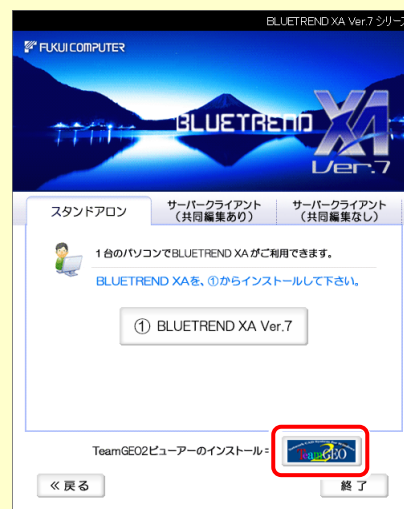 BLUETREND XA Ver.7 シリーズ
FUKUI COMPUTER
BLUETREND XA
Ver.7
スタンドアロン
サーバークライアント
（共同編集あり）
サーバークライアント
（共同編集なし）
1台のパソコンでBLUETREND XAがご利用できます。
BLUETREND XAを、①からインストールして下さい。
① BLUETREND XA Ver.7
TeamGEO2ビューアーのインストール＝
TeamGEO
≪戻る
終了